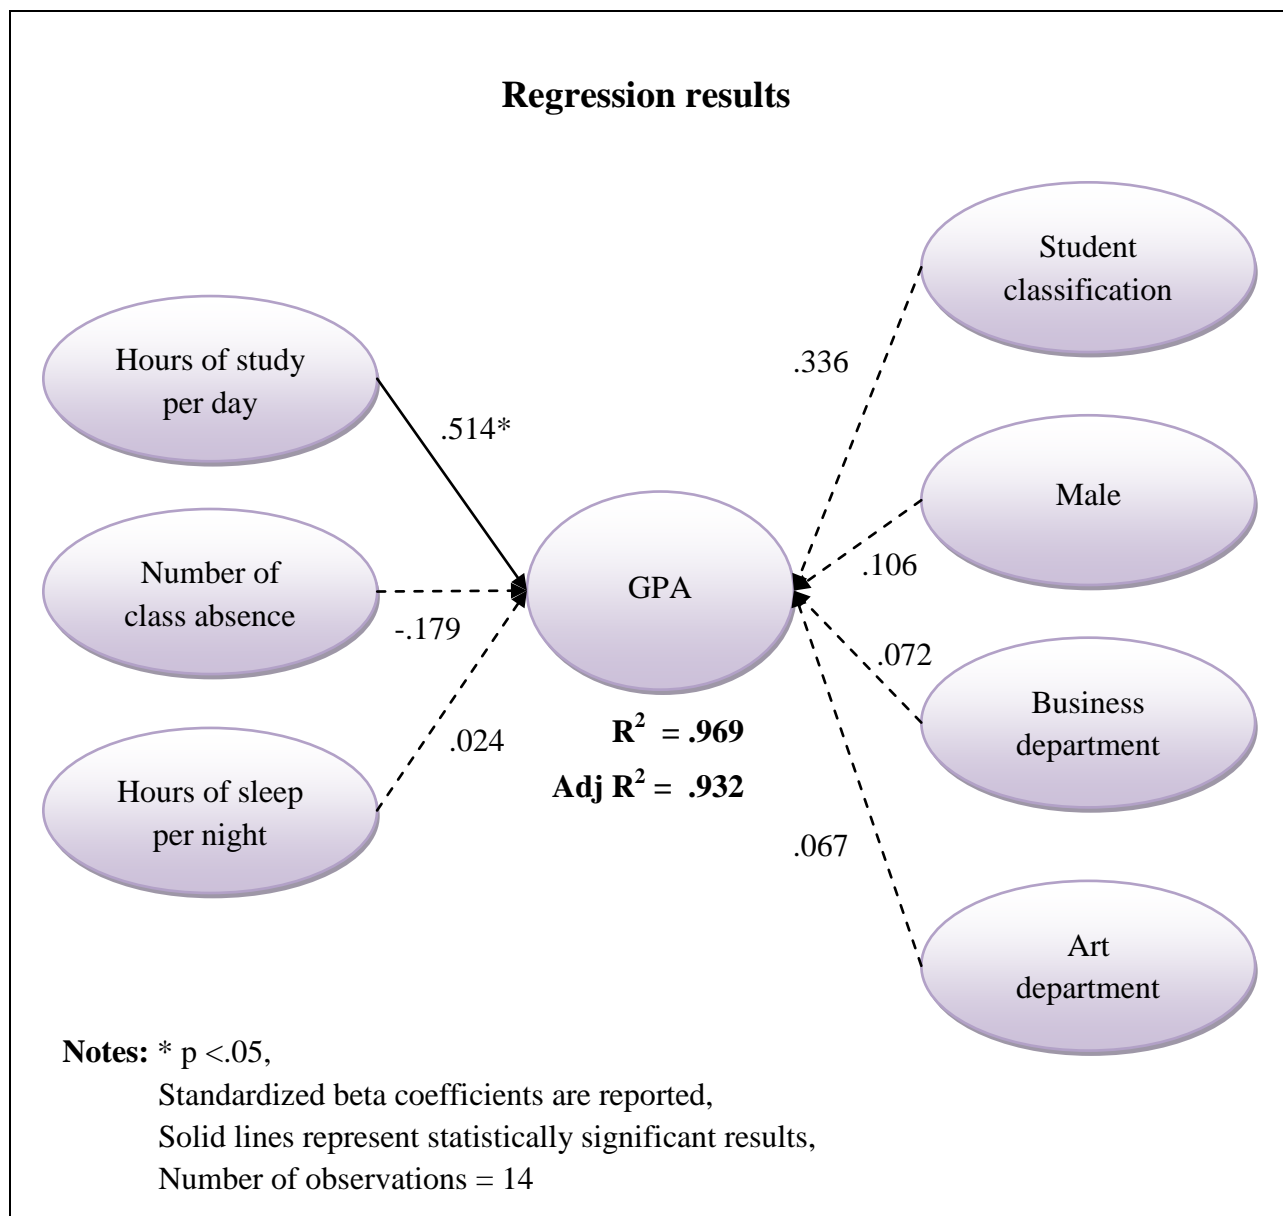 Regression results
Student
classification
Hours of study
per day
.336
.514*
Male
Number of
class absence
GPA
.106
-.179
.072
Business
department
R² = .969
.024
Adj R² = .932
Hours of sleep
per night
.067
Art
department
Notes: * p <.05,
Standardized beta coefficients are reported,
Solid lines represent statistically significant results,
Number of observations = 14